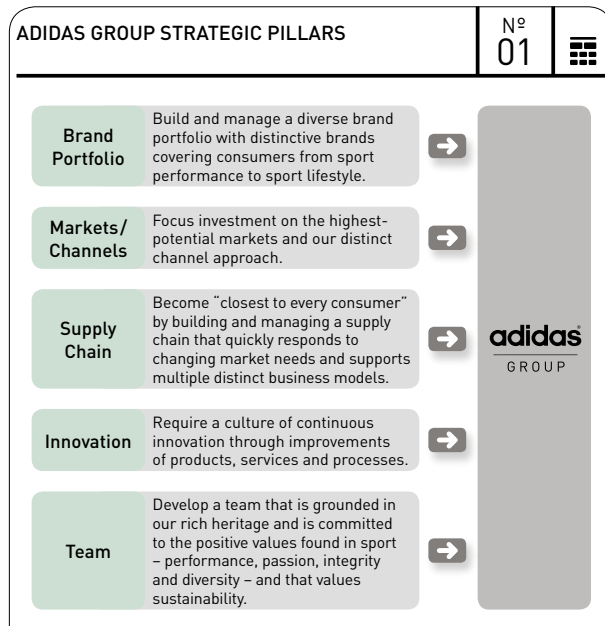 ADIDAS GROUP STRATEGIC PILLARS
Nº
01
Brand
Portfolio
Build and manage a diverse brand
portfolio with distinctive brands
covering consumers from sport
performance to sport lifestyle.
Markets/
Channels
Focus investment on the highest-
potential markets and our distinct
channel approach.
Supply
Chain
Become “closest to every consumer”
by building and managing a supply
chain that quickly responds to
changing market needs and supports
multiple distinct business models.
Innovation
Require a culture of continuous
innovation through improvements
of products, services and processes.
Team
Develop a team that is grounded in
our rich heritage and is committed
to the positive values found in sport
– performance, passion, integrity
and diversity – and that values
sustainability.
adidas®
GROUP